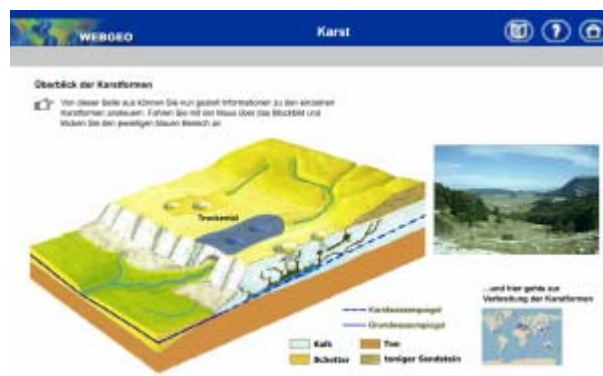 WEBGEO
Karst
Überblick der Karstformen
Von dieser Seite aus können Sie nun gezielt Informationen zu den einzelnen
Karstformen ansteuern. Fahren Sie mit der Maus über das Blockbild und
klicken Sie den jeweiligen blauen Bereich an
Trockental
...und hier gehts zur
Verbreitung der Karstformen
Karstwasserspiegel
Grundwasserspiegel
Kalk
Ton
Schotter
toniger Sandstein